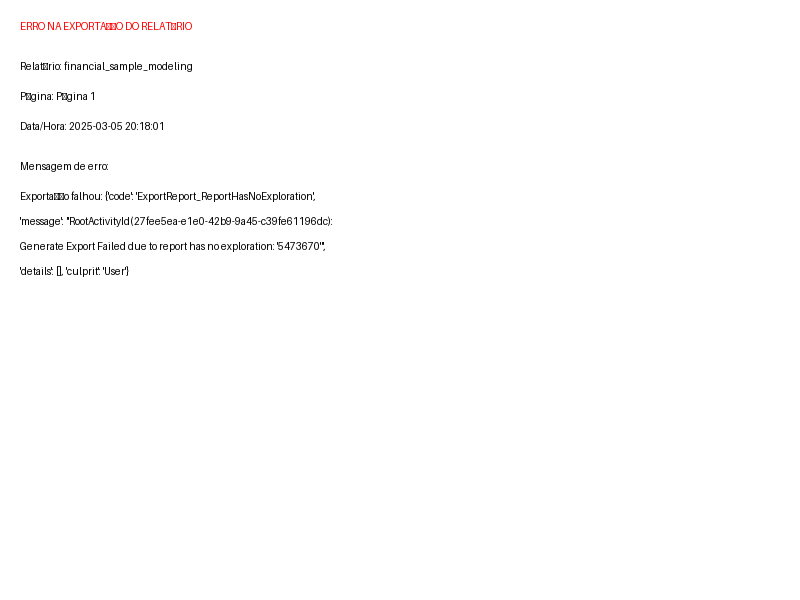 ERRO NA EXPORTA▯▯O DO RELAT▯RIO
Relat▯rio: financial_sample_modeling
P▯gina: P▯gina 1
Data/Hora: 2025-03-05 20:18:01
Mensagem de erro:
Exporta▯▯o falhou: {'code': 'ExportReport_ReportHasNoExploration',
'message': "RootActivityId(27fee5ea-e1e0-42b9-9a45-c39fe61196dc):
Generate Export Failed due to report has no exploration: '5473670'",
'details': [], 'culprit': 'User'}